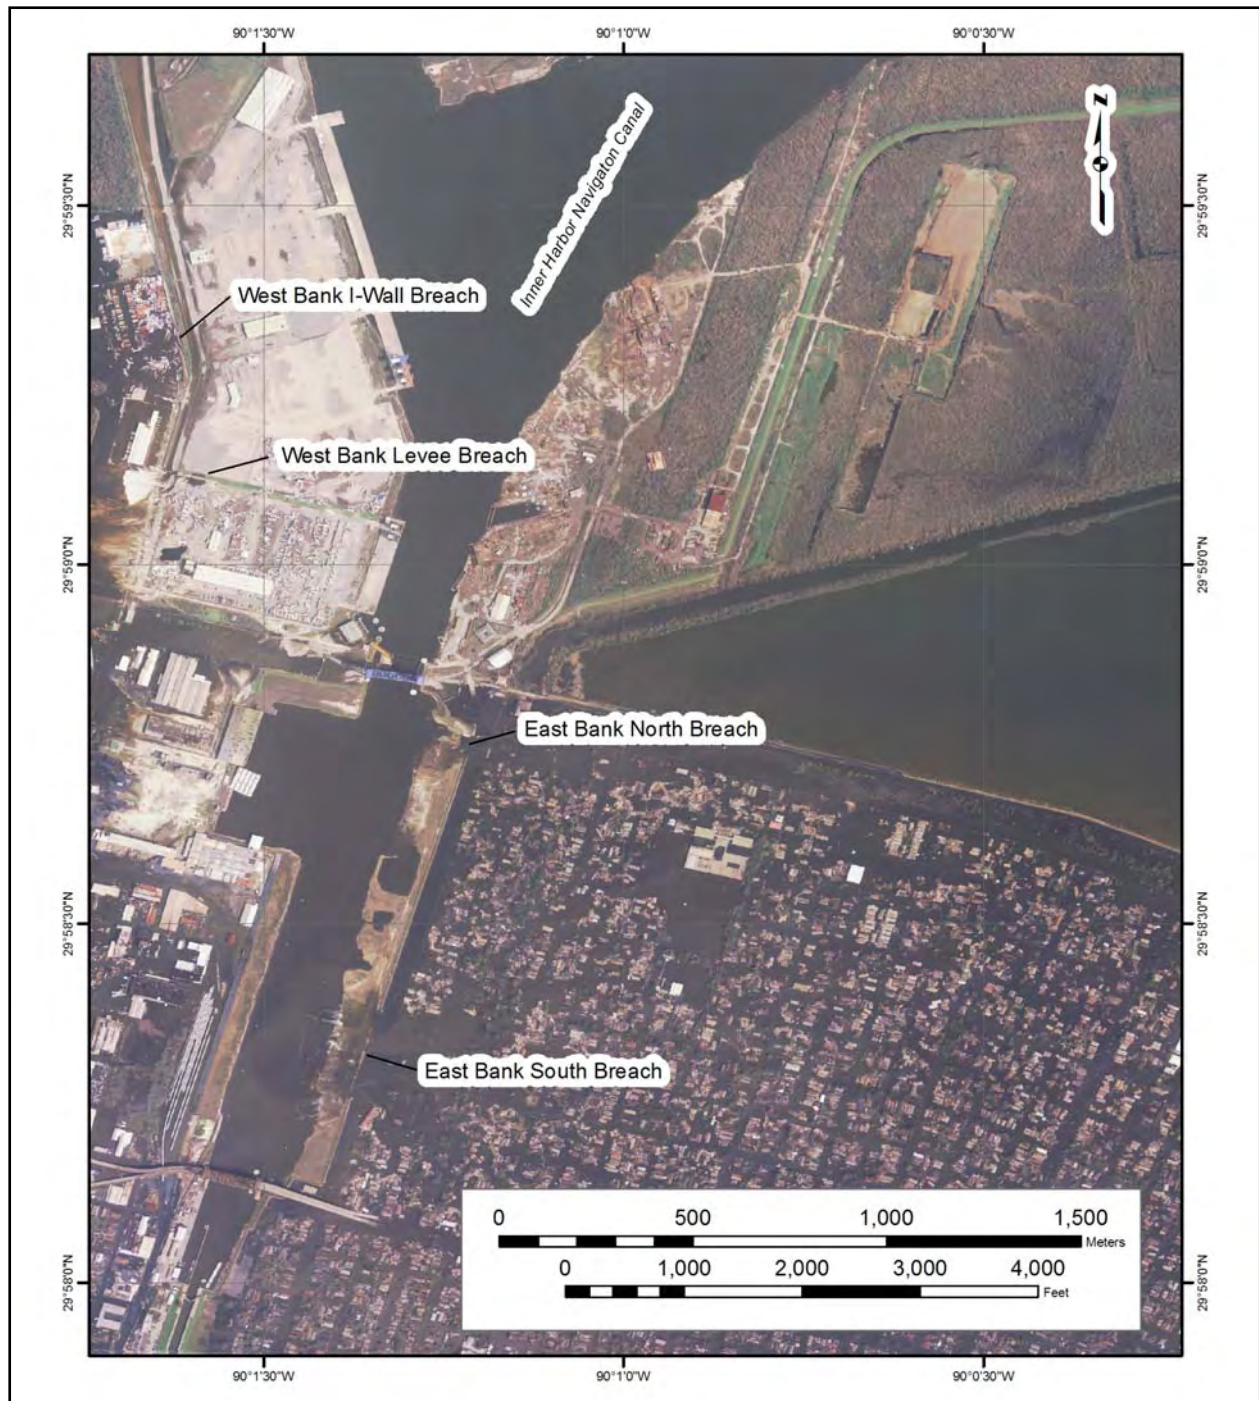 90°1'30"W 90°1'0"W 90°0'30"W
N
Inner Harbor Navigaton Canal
29°59'30"N 29°59'30"N
West Bank I-Wall Breach
West Bank Levee Breach
29°59'0"N 29°59'0"N
East Bank North Breach
29°58'30"N 29°58'30"N
East Bank South Breach
0 500 1,000 1,500
Meters
0 1,000 2,000 3,000 4,000
Feet
29°58'0"N 29°58'0"N
90°1'30"W 90°1'0"W 90°0'30"W